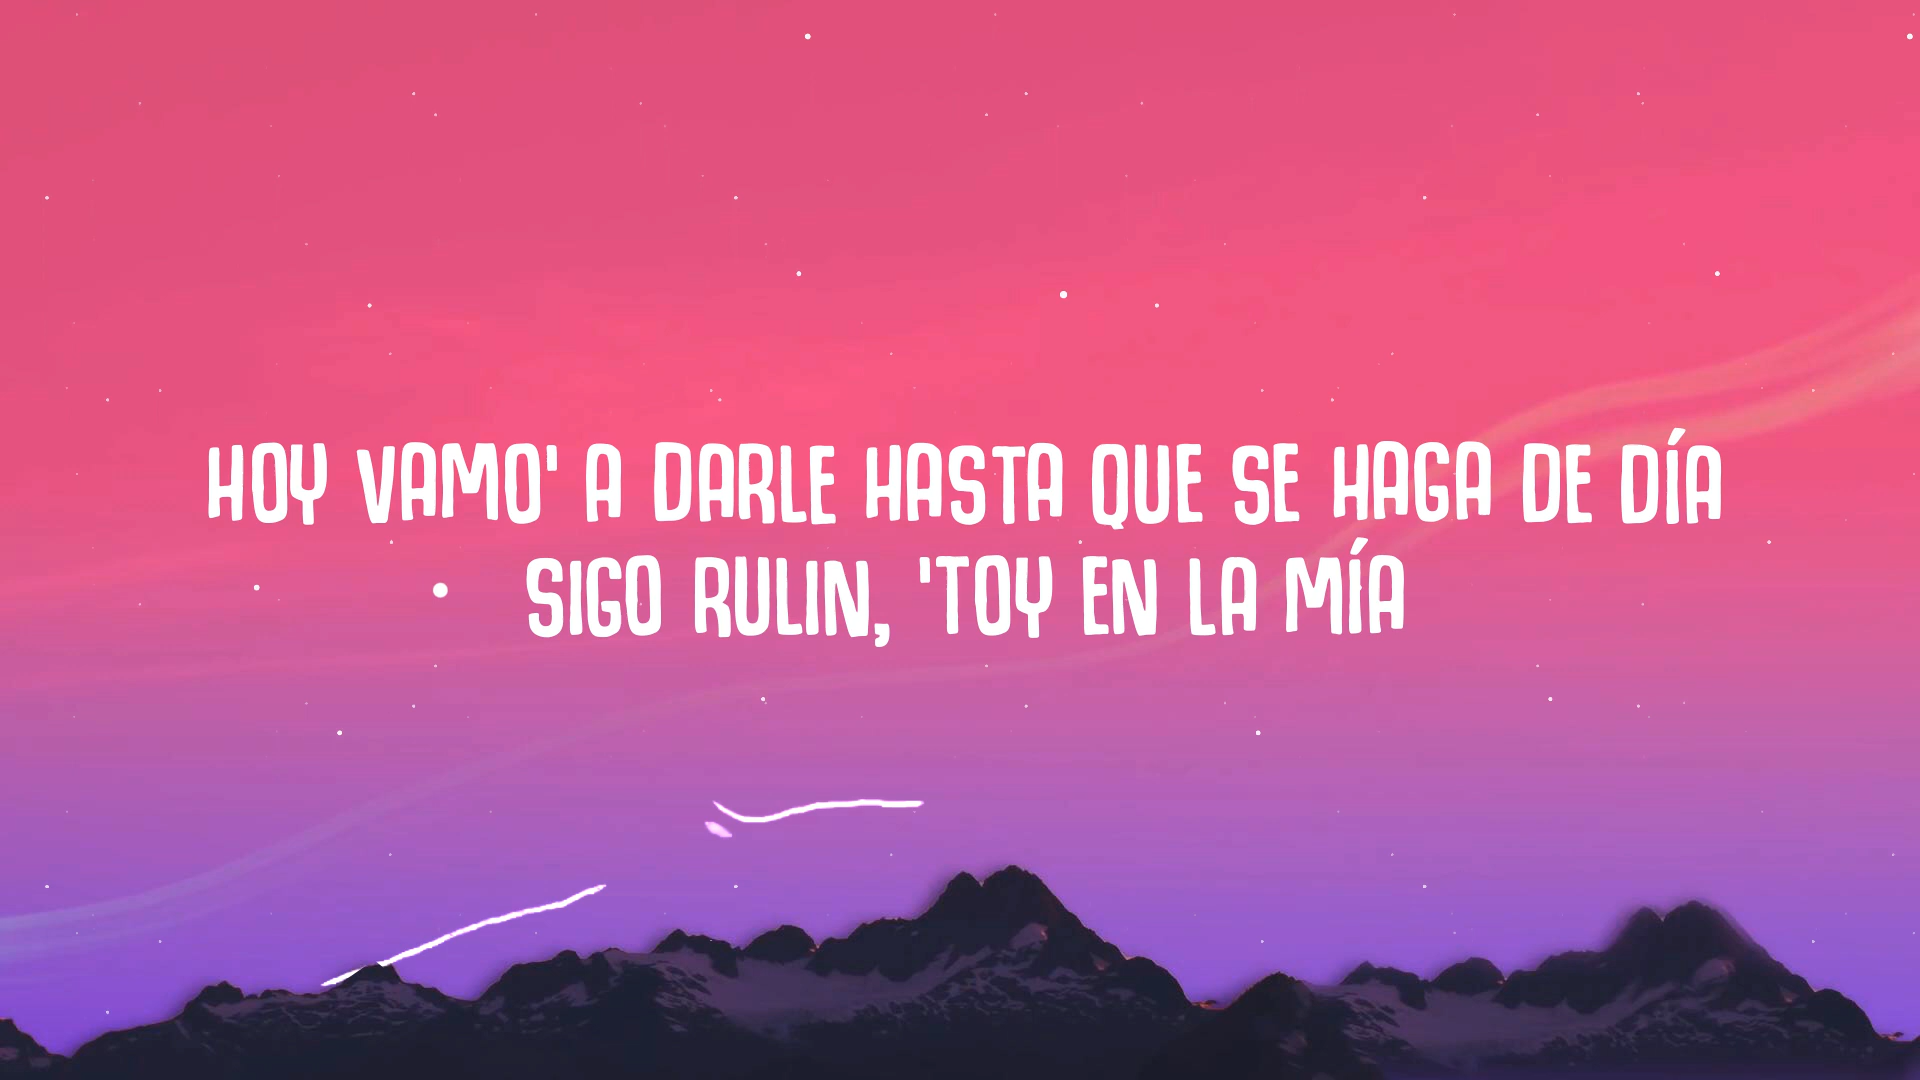 HOY VAMO' A DARLE HASTA QUE SE HAGA DE DÍA
SIGO RULIN, 'TOY EN LA MÍA